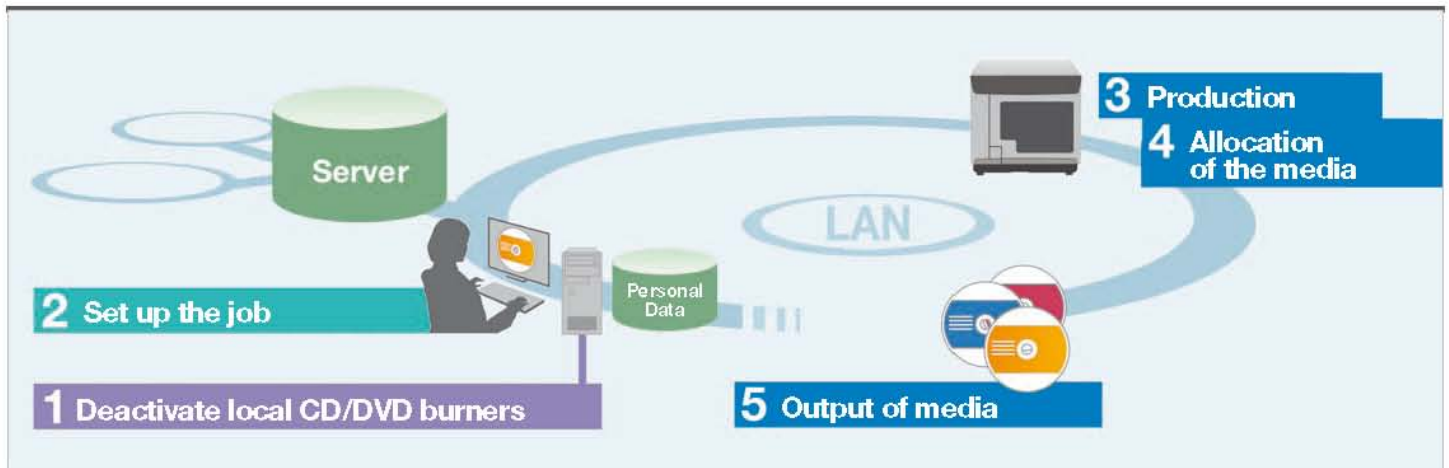 Server
LAN
Personal
Data
1 Deactivate local CD/DVD burners
2 Set up the job
3 Production
4 Allocation
of the media
5 Output of media